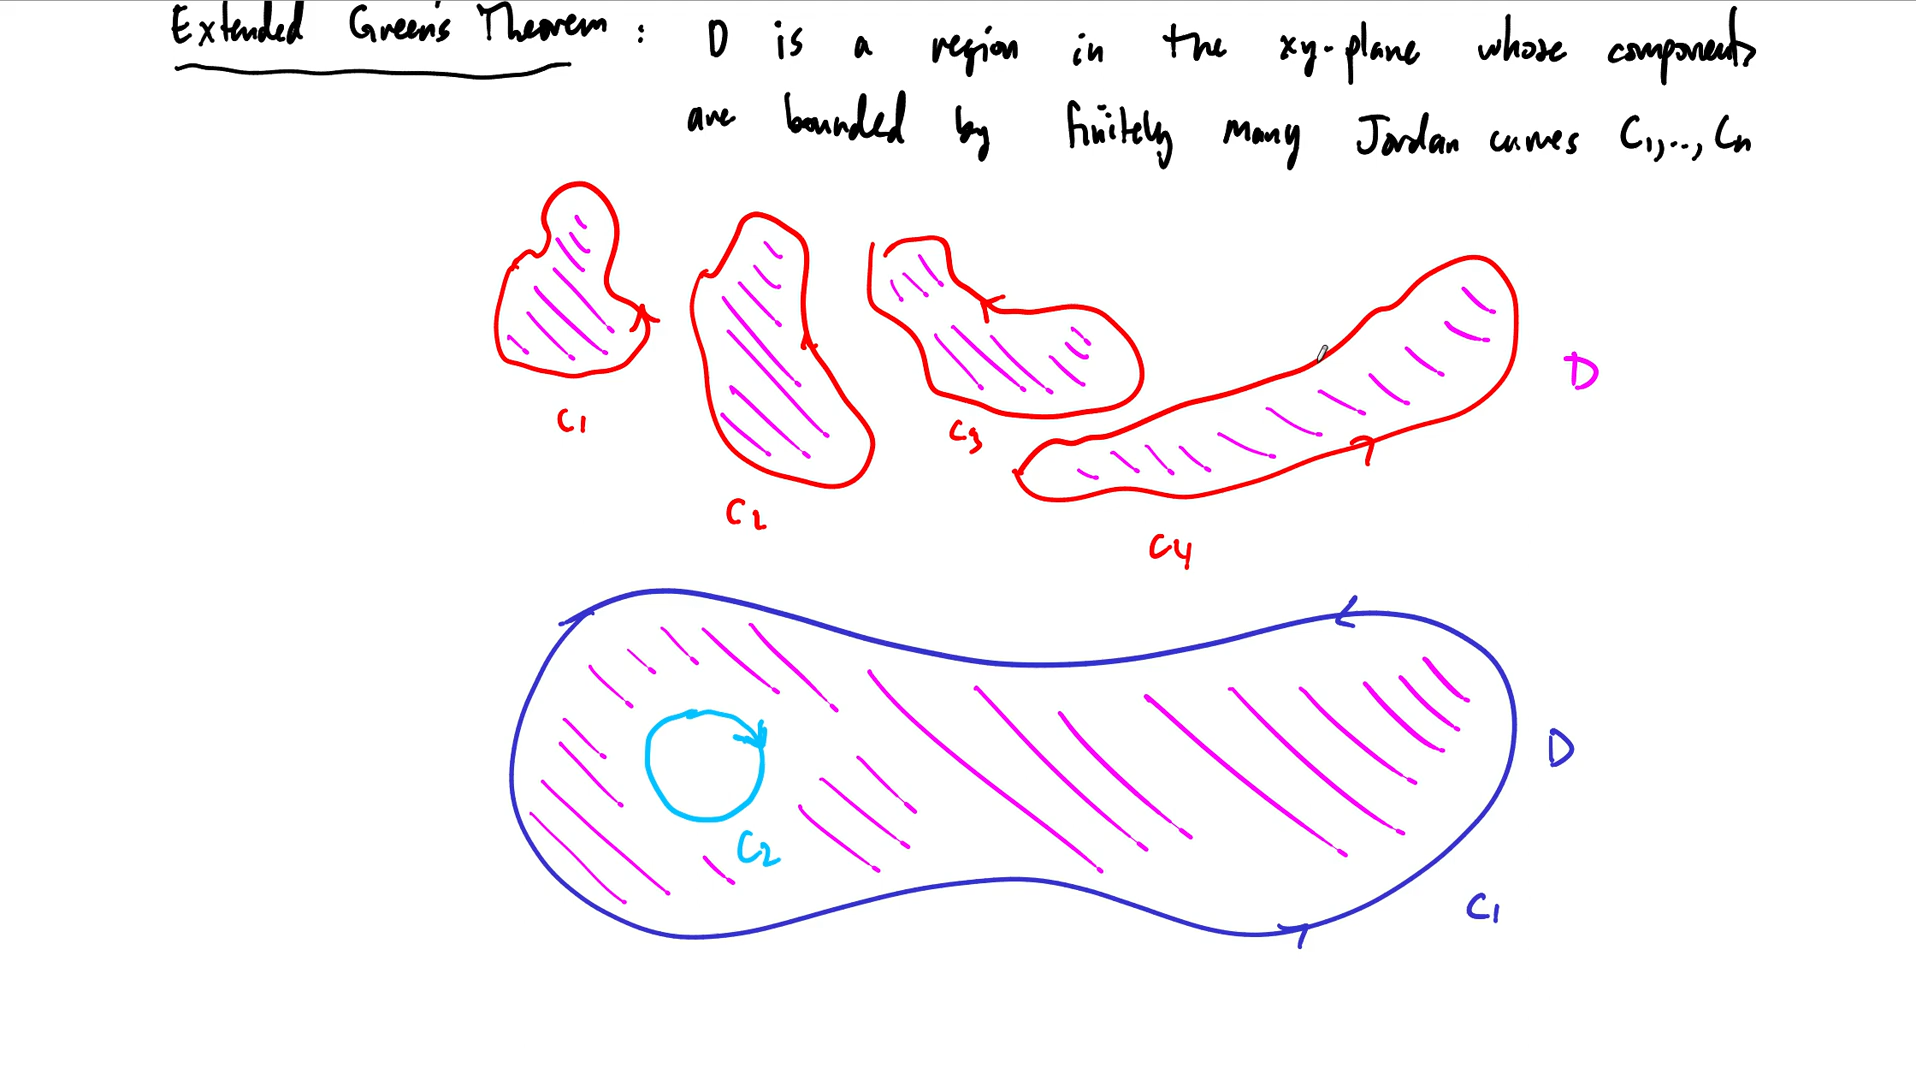 Extended Green's Theorem : D is a region in the xy-plane whose components
are bounded by finitely many Jordan curves C1,..,Cn
C1
C2
C3
C4
D
C2
D
C1